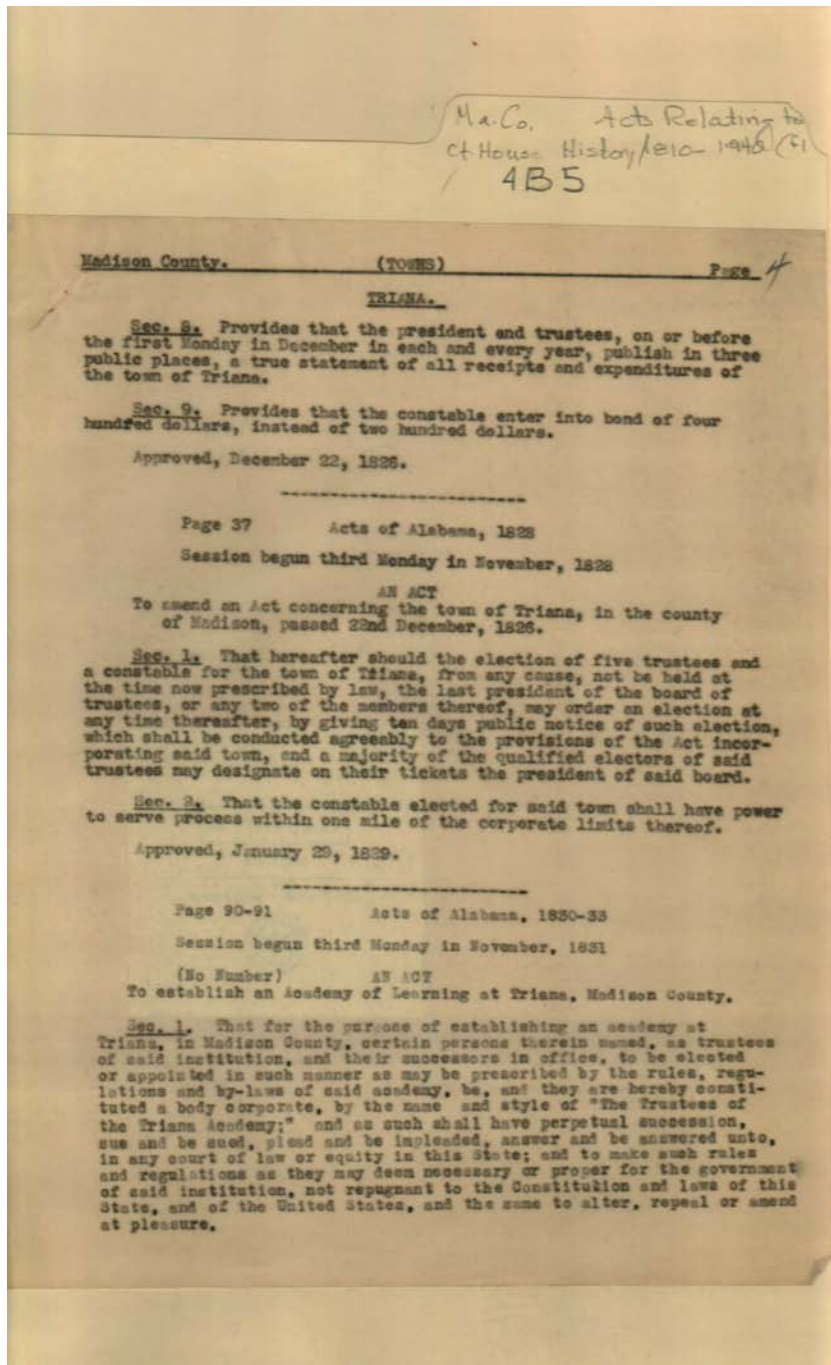 Ma. Co. Acts Relating to
Ct. House History 1810-1948 (F1
4B5
Madison County. (TOWNS) Page 4
TRIANA.
Sec. 8. Provides that the president and trustees, on or before
the first Monday in December in each and every year, publish in three
public places, a true statement of all receipts and expenditures of
the town of Triana.
Sec. 9. Provides that the constable enter into bond of four
hundred dollars, instead of two hundred dollars.
Approved, December 22, 1826.
Page 37 Acts of Alabama, 1828
Session begun third Monday in November, 1828
AN ACT
To amend an Act concerning the town of Triana, in the county
of Madison, passed 22nd December, 1826.
Sec. 1. That hereafter should the election of five trustees and
a constable for the town of Triana, from any cause, not be held at
the time now prescribed by law, the last president of the board of
trustees, or any two of the members thereof, may order an election at
any time thereafter, by giving ten days public notice of such election,
which shall be conducted agreeably to the provisions of the Act incor-
porating said town, and a majority of the qualified electors of said
trustees may designate on their tickets the president of said board.
Sec. 2. That the constable elected for said town shall have power
to serve process within one mile of the corporate limits thereof.
Approved, January 29, 1829.
Page 90-91 Acts of Alabama, 1830-33
Session begun third Monday in November, 1831
(No Number) AN ACT
To establish an Academy of Learning at Triana, Madison County.
Sec. 1. That for the purpose of establishing an academy at
Triana, in Madison County, certain persons therein named, as trustees
of said institution, and their successors in office, to be elected
or appointed in such manner as may be prescribed by the rules, regu-
lations and by-laws of said academy, be, and they are hereby consti-
tuted a body corporate, by the name and style of "The Trustees of
the Triana Academy;" and as such shall have perpetual succession,
sue and be sued, plead and be impleaded, answer and be answered unto,
in any court of law or equity in this State; and to make such rules
and regulations as they may deem necessary or proper for the government
of said institution, not repugnant to the Constitution and laws of this
State, and of the United States, and the same to alter, repeal or amend
at pleasure.